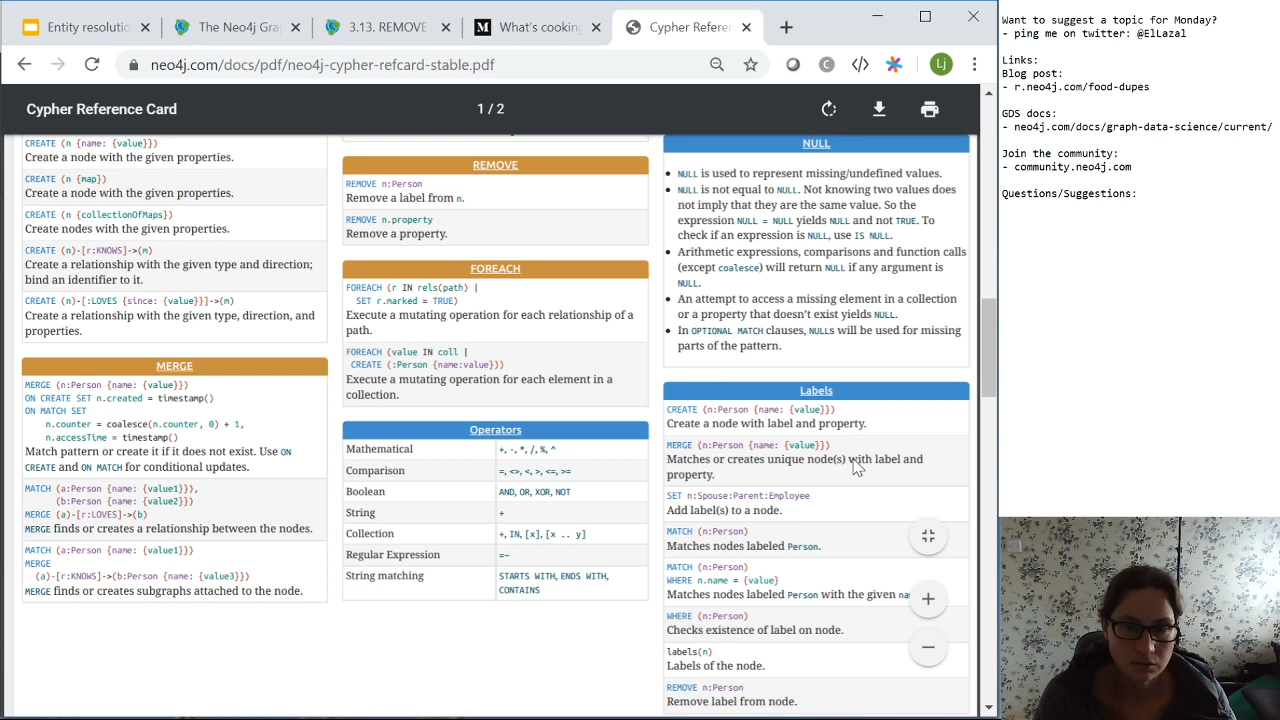 Entity resolutio
The Neo4j Gra
3.13. REMOVE
What's cooking
Cypher Refere
neo4j.com/docs/pdf/neo4j-cypher-refcard-stable.pdf
Lj
Cypher Reference Card
1 / 2
CREATE (n {name: {value}})
Create a node with the given properties.
CREATE (n {map})
Create a node with the given properties.
CREATE (n {collectionOfMaps})
Create nodes with the given properties.
CREATE (n)-[r:KNOWS]->(m)
Create a relationship with the given type and direction;
bind an identifier to it.
CREATE (n)-[:LOVES {since: {value}}]->(m)
Create a relationship with the given type, direction, and
properties.
MERGE
MERGE (n:Person {name: {value}})
ON CREATE SET n.created = timestamp()
ON MATCH SET
n.counter = coalesce(n.counter, 0) + 1,
n.accessTime = timestamp()
Match pattern or create it if it does not exist. Use ON
CREATE and ON MATCH for conditional updates.
MATCH (a:Person {name: {value1}}),
(b:Person {name: {value2}})
MERGE (a)-[r:LOVES]->(b)
MERGE finds or creates a relationship between the nodes.
MATCH (a:Person {name: {value1}})
MERGE
(a)-[r:KNOWS]->(b:Person {name: {value3}})
MERGE finds or creates subgraphs attached to the node.
REMOVE
REMOVE n:Person
Remove a label from n.
REMOVE n.property
Remove a property.
FOREACH
FOREACH (r IN rels(path) |
SET r.marked = TRUE)
Execute a mutating operation for each relationship of a
path.
FOREACH (value IN coll |
CREATE (:Person {name:value}))
Execute a mutating operation for each element in a
collection.
Operators
Mathematical +, -, *, /, %, ^
Comparison =, <>, <, >, <=, >=
Boolean AND, OR, XOR, NOT
String +
Collection +, IN, [x], [x .. y]
Regular Expression =~
String matching STARTS WITH, ENDS WITH,
CONTAINS
NULL
• NULL is used to represent missing/undefined values.
• NULL is not equal to NULL. Not knowing two values does
not imply that they are the same value. So the
expression NULL = NULL yields NULL and not TRUE. To
check if an expression is NULL, use IS NULL.
• Arithmetic expressions, comparisons and function calls
(except coalesce) will return NULL if any argument is
NULL.
• An attempt to access a missing element in a collection
or a property that doesn't exist yields NULL.
• In OPTIONAL MATCH clauses, NULLs will be used for missing
parts of the pattern.
Labels
CREATE (n:Person {name: {value}})
Create a node with label and property.
MERGE (n:Person {name: {value}})
Matches or creates unique node(s) with label and
property.
SET n:Spouse:Parent:Employee
Add label(s) to a node.
MATCH (n:Person)
Matches nodes labeled Person.
MATCH (n:Person)
WHERE n.name = {value}
Matches nodes labeled Person with the given na
WHERE (n:Person)
Checks existence of label on node.
labels(n)
Labels of the node.
REMOVE n:Person
Remove label from node.
Want to suggest a topic for Monday?
- ping me on twitter: @ElLazal
Links:
Blog post:
- r.neo4j.com/food-dupes
GDS docs:
- neo4j.com/docs/graph-data-science/current/
Join the community:
- community.neo4j.com
Questions/Suggestions: